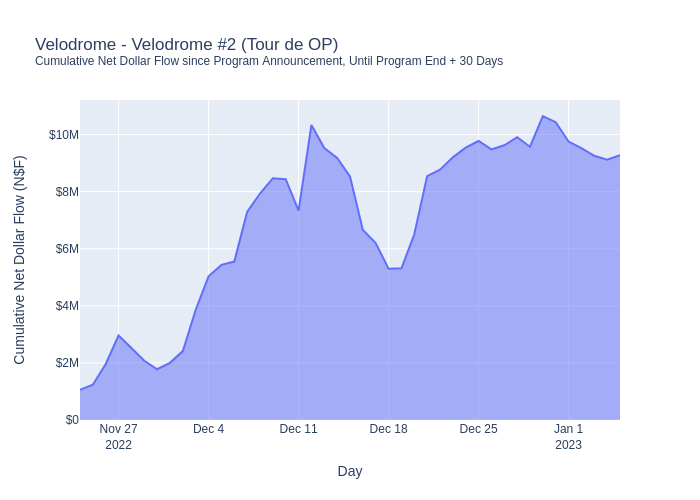 Velodrome - Velodrome #2 (Tour de OP)
Cumulative Net Dollar Flow since Program Announcement, Until Program End + 30 Days
Cumulative Net Dollar Flow (N$F)
$10M
$8M
$6M
$4M
$2M
$0
Nov 27 Dec 4 Dec 11 Dec 18 Dec 25 Jan 1
2022 2023
Day